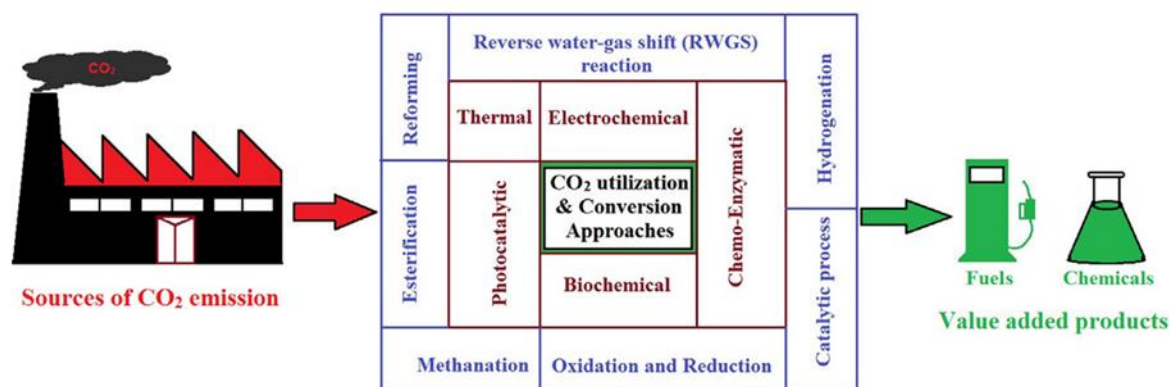 CO₂
Sources of CO₂ emission
Reforming
Esterification
Reverse water-gas shift (RWGS)
reaction
Thermal
Electrochemical
Photocatalytic
CO₂ utilization
& Conversion
Approaches
Biochemical
Chemo-Enzymatic
Hydrogenation
Catalytic process
Methanation
Oxidation and Reduction
Fuels
Chemicals
Value added products